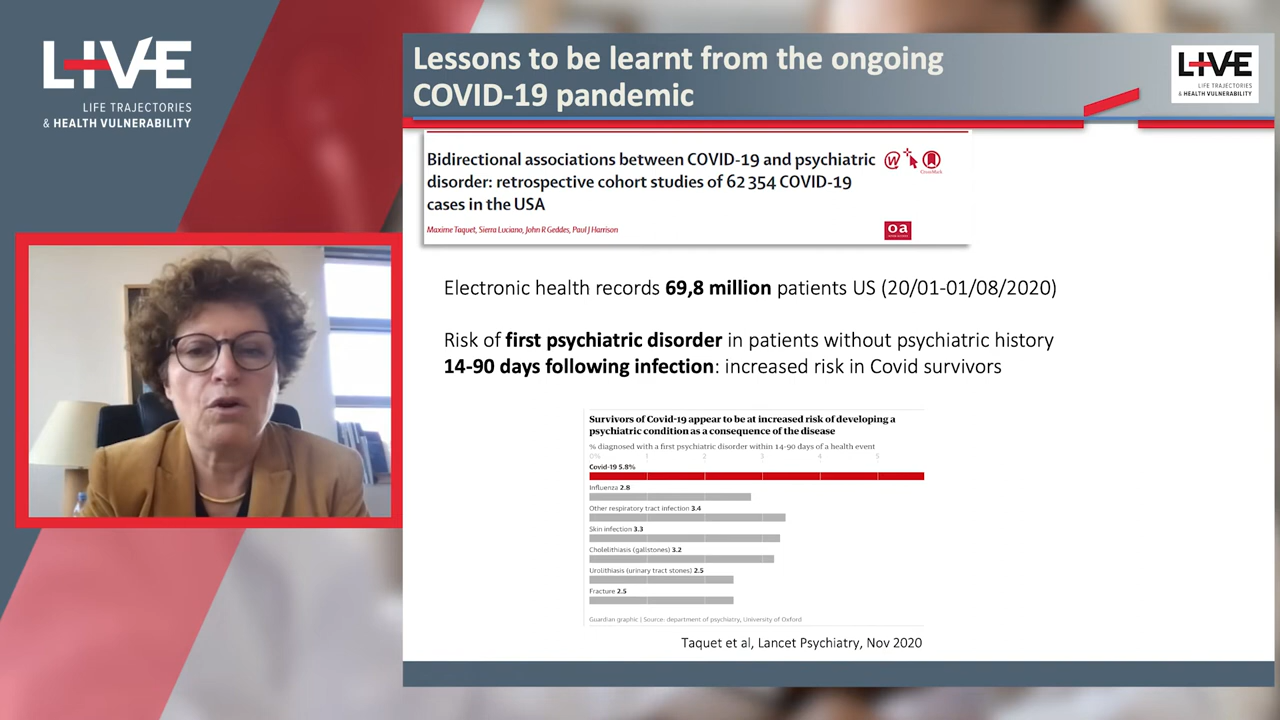 LIVE
LIFE TRAJECTORIES
& HEALTH VULNERABILITY
Lessons to be learnt from the ongoing
COVID-19 pandemic
LIVE
LIFE TRAJECTORIES
& HEALTH VULNERABILITY
Bidirectional associations between COVID-19 and psychiatric
disorder: retrospective cohort studies of 62 354 COVID-19
cases in the USA
CrossMark
Maxime Taquet, Sierra Luciano, John R Geddes, Paul J Harrison
oa
Electronic health records 69,8 million patients US (20/01-01/08/2020)
Risk of first psychiatric disorder in patients without psychiatric history
14-90 days following infection: increased risk in Covid survivors
Survivors of Covid-19 appear to be at increased risk of developing a
psychiatric condition as a consequence of the disease
% diagnosed with a first psychiatric disorder within 14-90 days of a health event
0% 1 2 3 4 5
Covid-19 5.8%
Influenza 2.8
Other respiratory tract infection 3.4
Skin infection 3.3
Cholelithiasis (gallstones) 3.2
Urolithiasis (urinary tract stones) 2.5
Fracture 2.5
Guardian graphic | Source: department of psychiatry, University of Oxford
Taquet et al, Lancet Psychiatry, Nov 2020